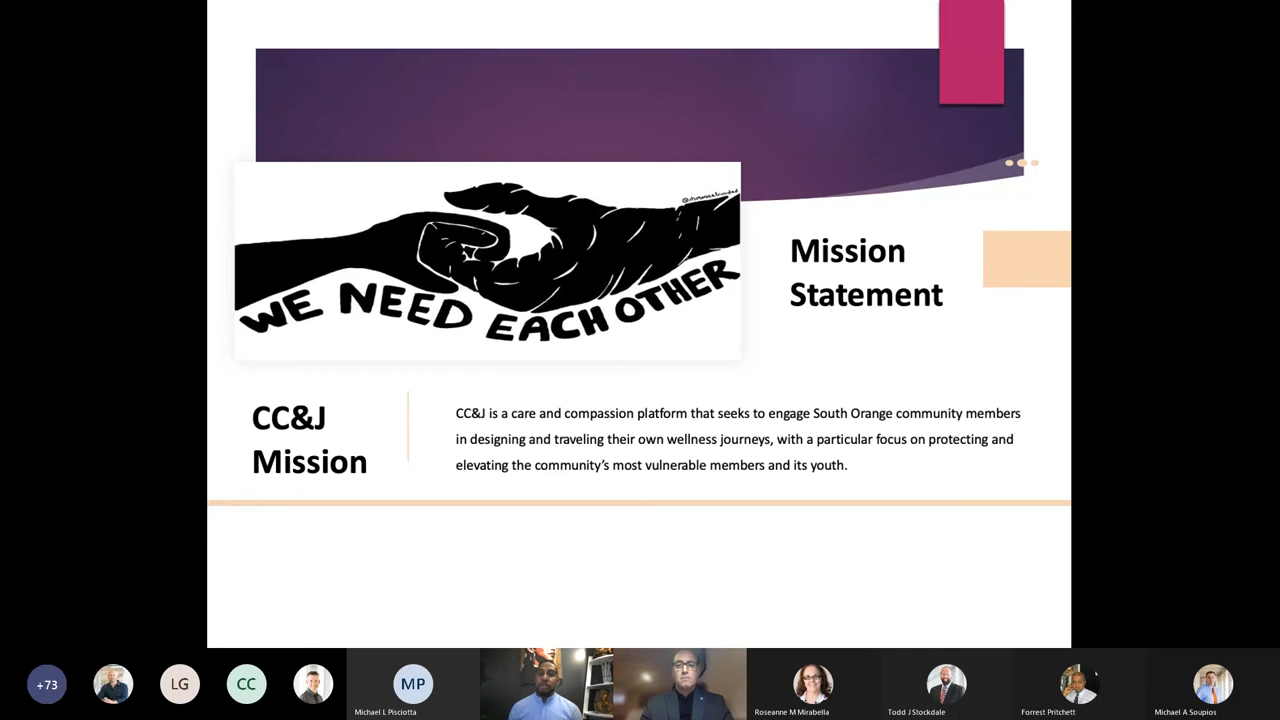 WE NEED EACH OTHER
Mission
Statement
CC&J
Mission
CC&J is a care and compassion platform that seeks to engage South Orange community members
in designing and traveling their own wellness journeys, with a particular focus on protecting and
elevating the community's most vulnerable members and its youth.
+73
LG
CC
MP
Michael L Pisciotta
Roseanne M Mirabella
Todd J Stockdale
Forrest Pritchett
Michael A Soupios